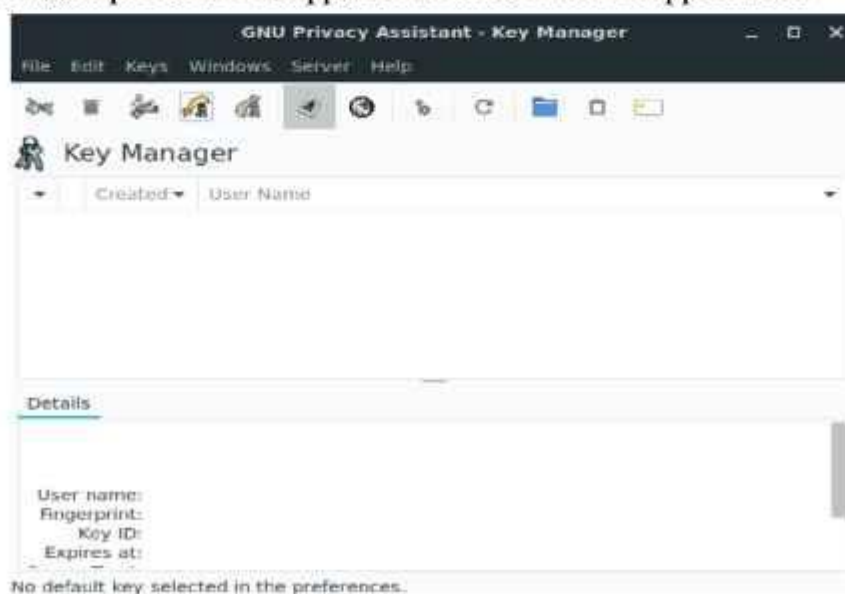 GNU Privacy Assistant - Key Manager
File Edit Keys Windows Server Help
Key Manager
Created User Name
Details
User name:
Fingerprint:
Key ID:
Expires at:
No default key selected in the preferences.